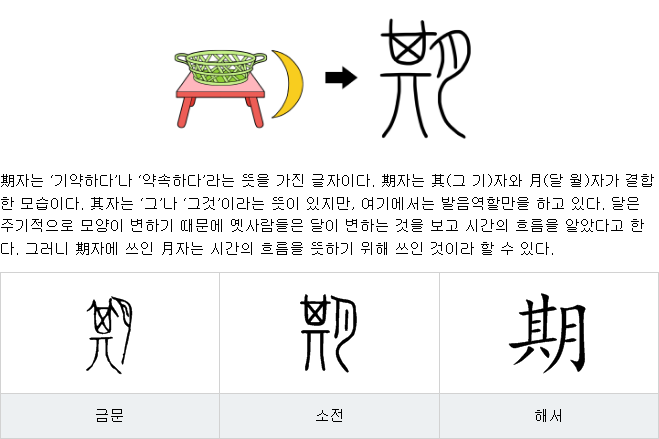 期자는 ‘기약하다’나 ‘약속하다’라는 뜻을 가진 글자이다. 期자는 其(그 기)자와 月(달 월)자가 결합
한 모습이다. 其자는 ‘그’나 ‘그것’이라는 뜻이 있지만, 여기에서는 발음역할만을 하고 있다. 달은
주기적으로 모양이 변하기 때문에 옛사람들은 달이 변하는 것을 보고 시간의 흐름을 알았다고 한
다. 그러니 期자에 쓰인 月자는 시간의 흐름을 뜻하기 위해 쓰인 것이라 할 수 있다.
期
금문 소전 해서